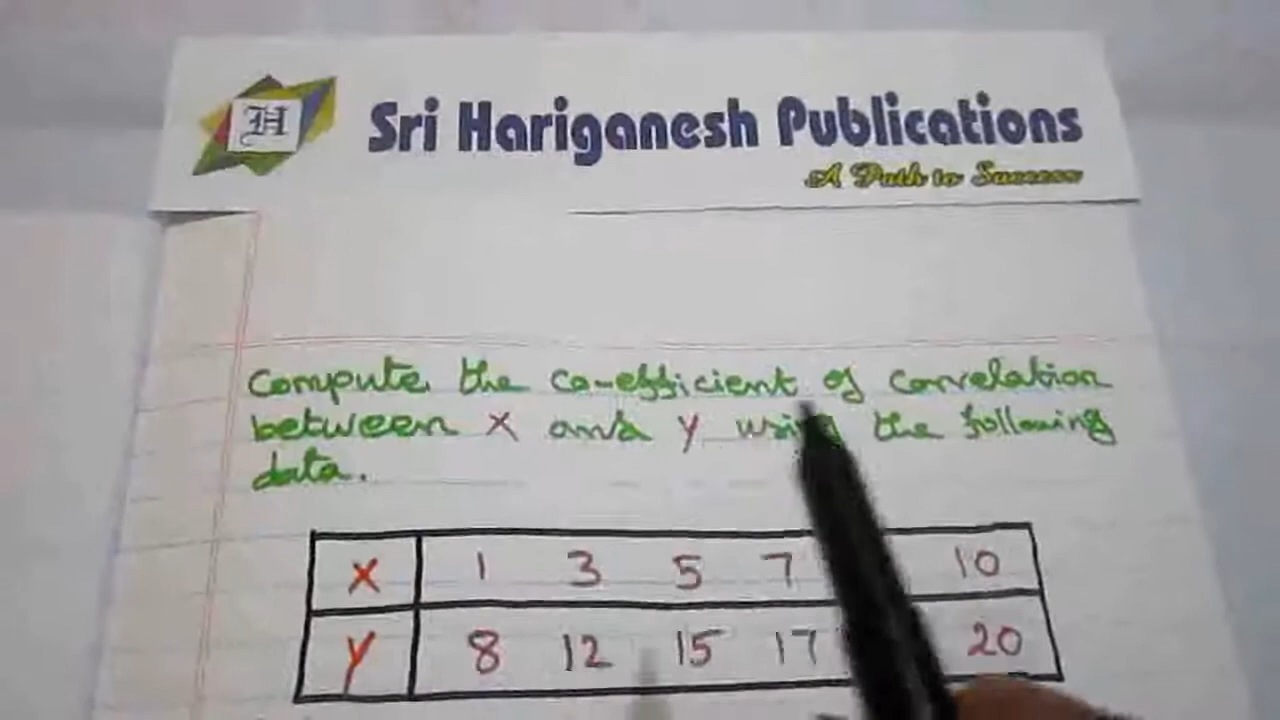 H
Sri Hariganesh Publications
A Path to Success
Compute the co-efficient of correlation
between X and Y using the following
data.
X 1 3 5 7 10
Y 8 12 15 17 20